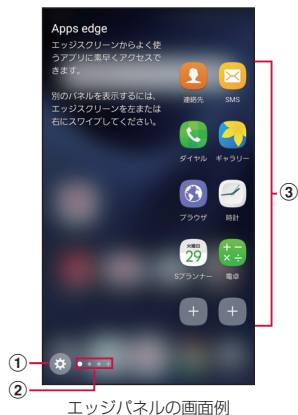 Apps edge
エッジスクリーンからよく使
うアプリに素早くアクセスで
きます。
別のパネルを表示するには、
エッジスクリーンを左または
右にスワイプしてください。
連絡先
SMS
ダイヤル
ギャラリー
ブラウザ
時計
火曜日
29
Sプランナー
電卓
③
①
②
エッジパネルの画面例